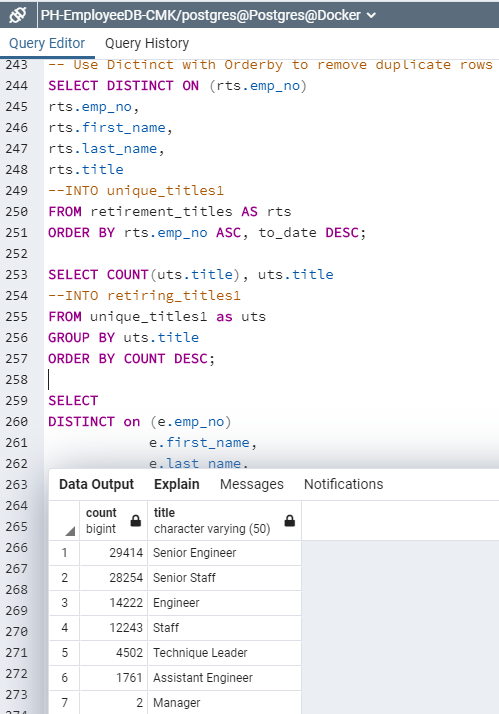 PH-EmployeeDB-CMK/postgres@Postgres@Docker
Query Editor Query History
243 -- Use Dictinct with Orderby to remove duplicate rows
244 SELECT DISTINCT ON (rts.emp_no)
245 rts.emp_no,
246 rts.first_name,
247 rts.last_name,
248 rts.title
249 --INTO unique_titles1
250 FROM retirement_titles AS rts
251 ORDER BY rts.emp_no ASC, to_date DESC;
252
253 SELECT COUNT(uts.title), uts.title
254 --INTO retiring_titles1
255 FROM unique_titles1 as uts
256 GROUP BY uts.title
257 ORDER BY COUNT DESC;
258
259 SELECT
260 DISTINCT on (e.emp_no)
261 e.first_name,
262 e.last_name,
263
264
265
266
267
268
269
270
271
272
273
Data Output Explain Messages Notifications
count title
bigint character varying (50)
1 29414 Senior Engineer
2 28254 Senior Staff
3 14222 Engineer
4 12243 Staff
5 4502 Technique Leader
6 1761 Assistant Engineer
7 2 Manager